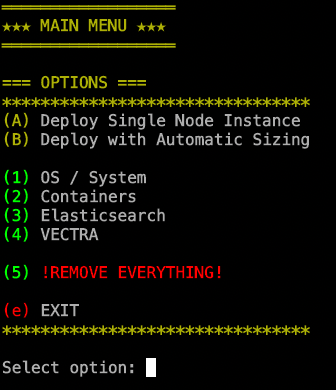 ═══════════════════
★★★ MAIN MENU ★★★
═══════════════════
=== OPTIONS ===
********************************
(A) Deploy Single Node Instance
(B) Deploy with Automatic Sizing
(1) OS / System
(2) Containers
(3) Elasticsearch
(4) VECTRA
(5) !REMOVE EVERYTHING!
(e) EXIT
********************************
Select option: